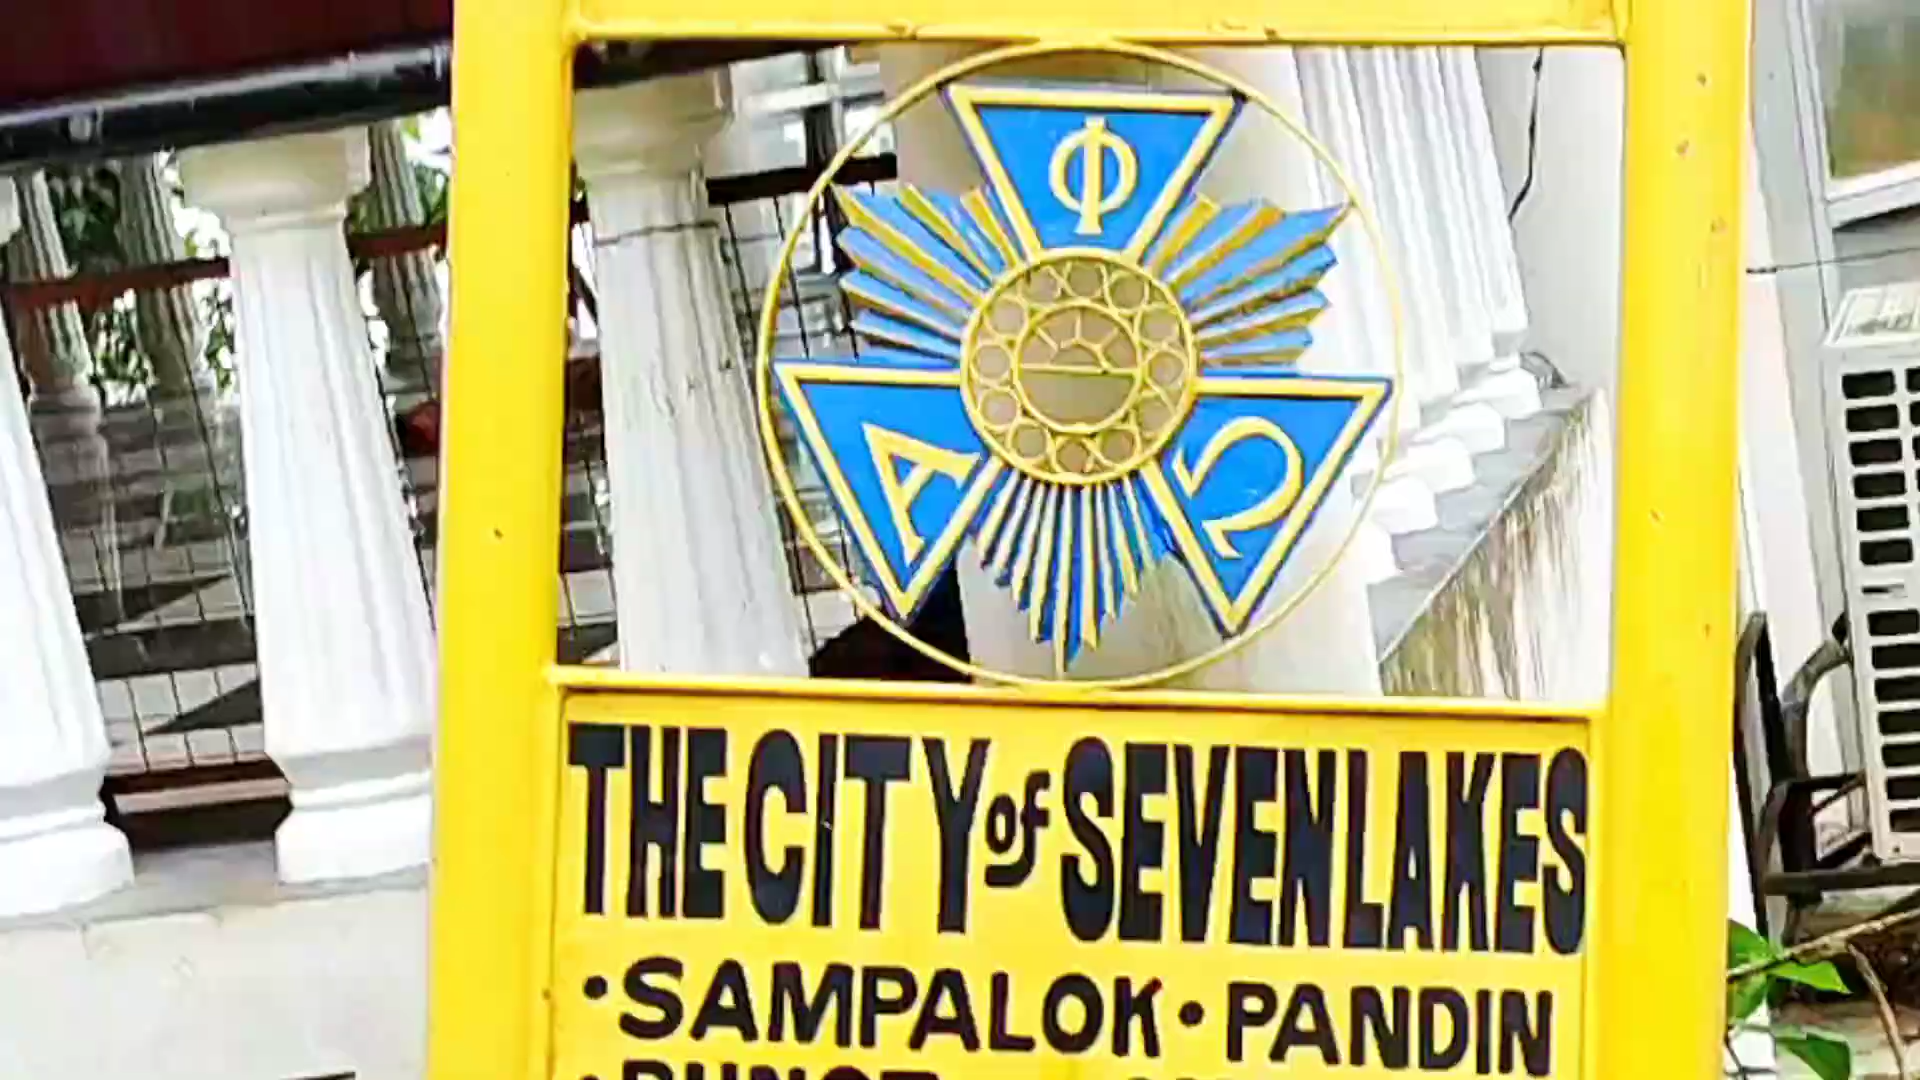 Φ
Α Ω
THE CITY of SEVEN LAKES
•SAMPALOK •PANDIN